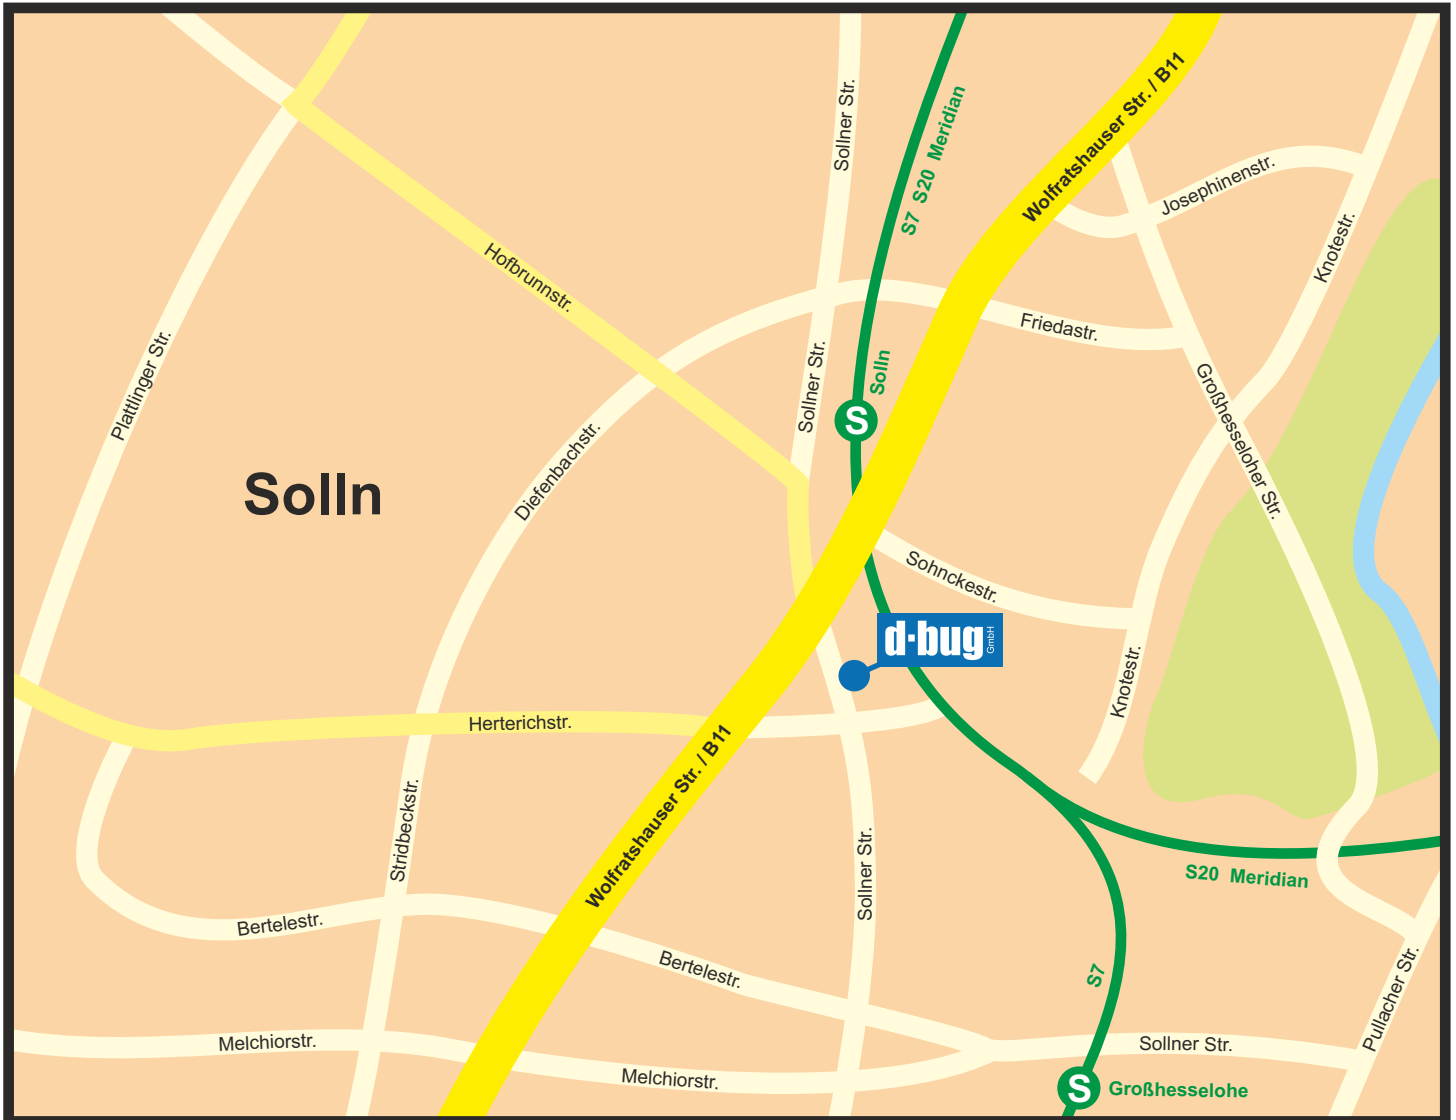 Wolfratshauser Str. / B11
Sollner Str.
S7 S20 Meridian
Josephinenstr.
Knotestr.
Hofbrunnstr.
Friedastr.
Plattlinger Str.
Sollner Str.
Solln
S
Großhesseloher Str.
Diefenbachstr.
Solln
Sohnckestr.
d·bug GmbH
Knotestr.
Herterichstr.
Wolfratshauser Str. / B11
Stridbeckstr.
Sollner Str.
S20 Meridian
Bertelestr.
Bertelestr.
S7
Pullacher Str.
Melchiorstr.
Sollner Str.
Melchiorstr.
S
Großhesselohe